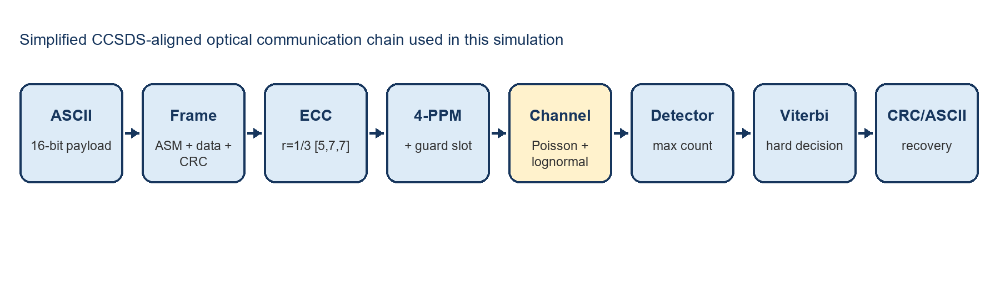 Simplified CCSDS-aligned optical communication chain used in this simulation
ASCII
16-bit payload
Frame
ASM + data +
CRC
ECC
r=1/3 [5,7,7]
4-PPM
+ guard slot
Channel
Poisson +
lognormal
Detector
max count
Viterbi
hard decision
CRC/ASCII
recovery